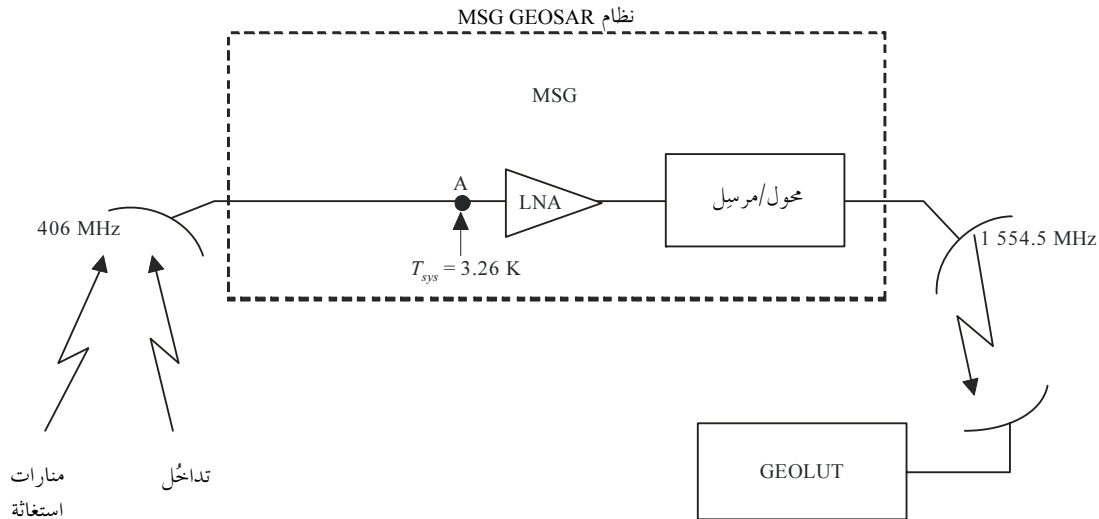 نظام MSG GEOSAR
MSG
A
LNA
محول/مرسِل
406 MHz
1 554.5 MHz
Tsys = 3.26 K
GEOLUT
تداخُل
منارات
استغاثة